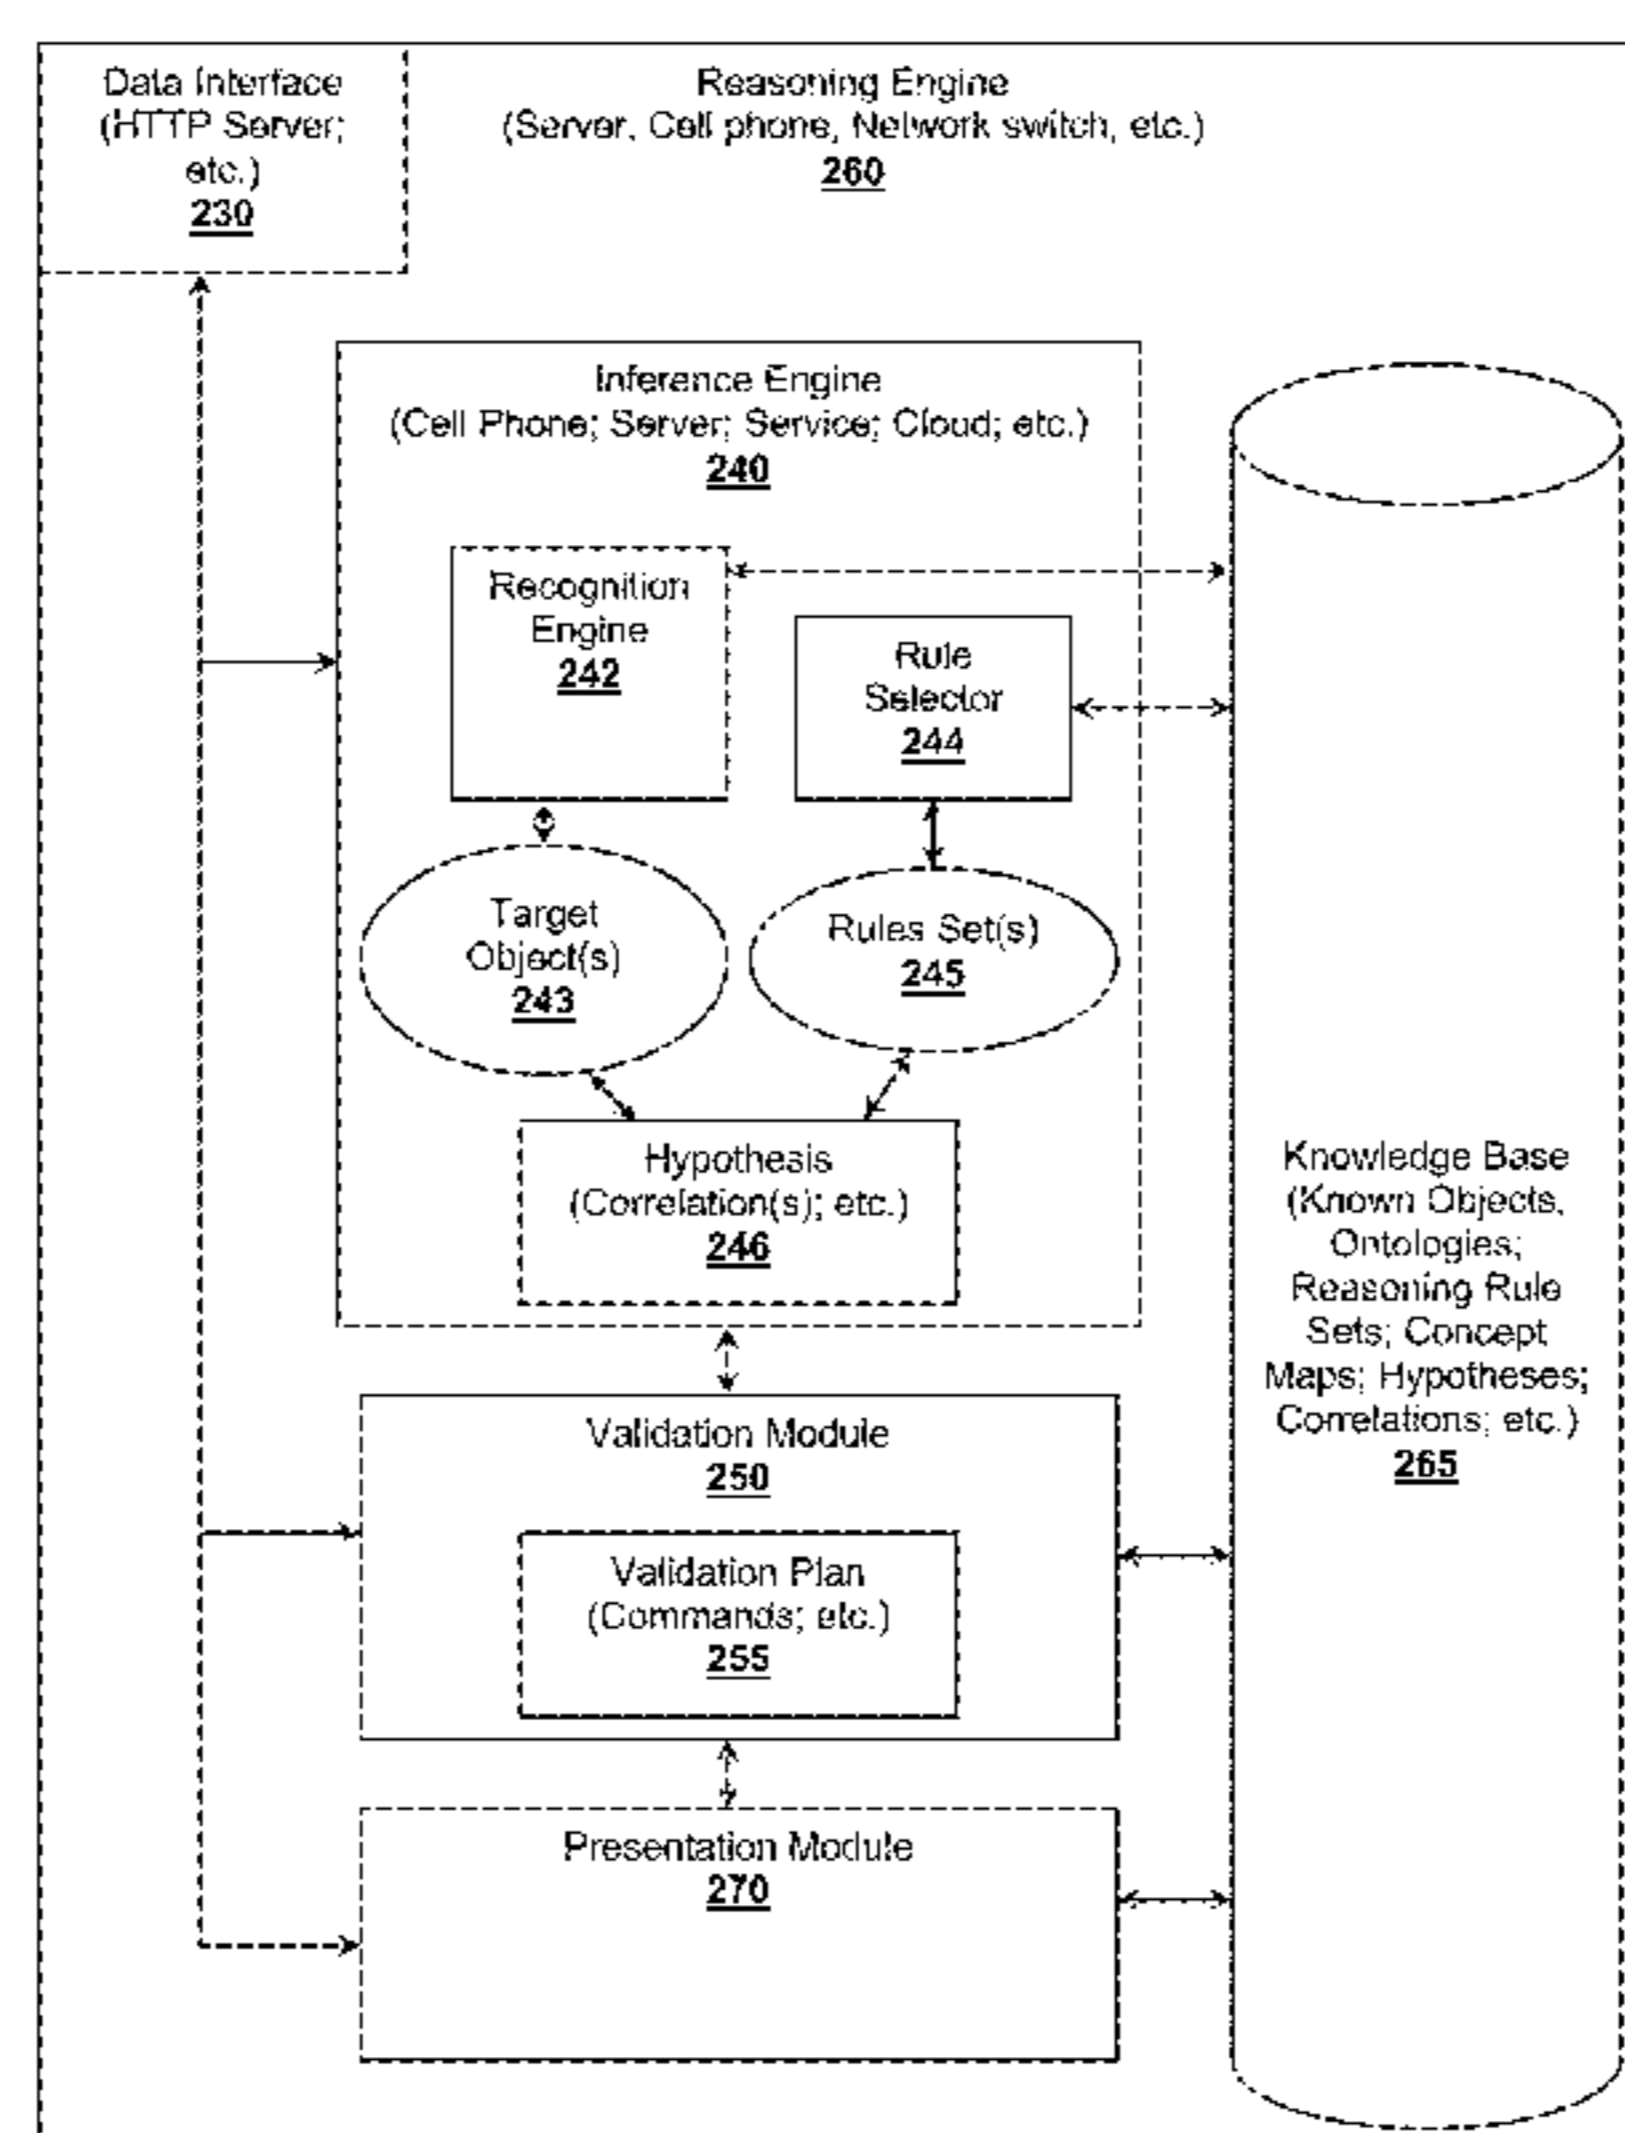 Data Interface
(HTTP Server;
etc.)
230
Reasoning Engine
(Server, Cell phone, Network switch, etc.)
260
Inference Engine
(Cell Phone; Server; Service; Cloud; etc.)
240
Recognition
Engine
242
Rule
Selector
244
Target
Object(s)
243
Rules Set(s)
245
Hypothesis
(Correlation(s); etc.)
246
Validation Module
250
Validation Plan
(Commands; etc.)
255
Presentation Module
270
Knowledge Base
(Known Objects,
Ontologies;
Reasoning Rule
Sets; Concept
Maps; Hypotheses;
Correlations; etc.)
265